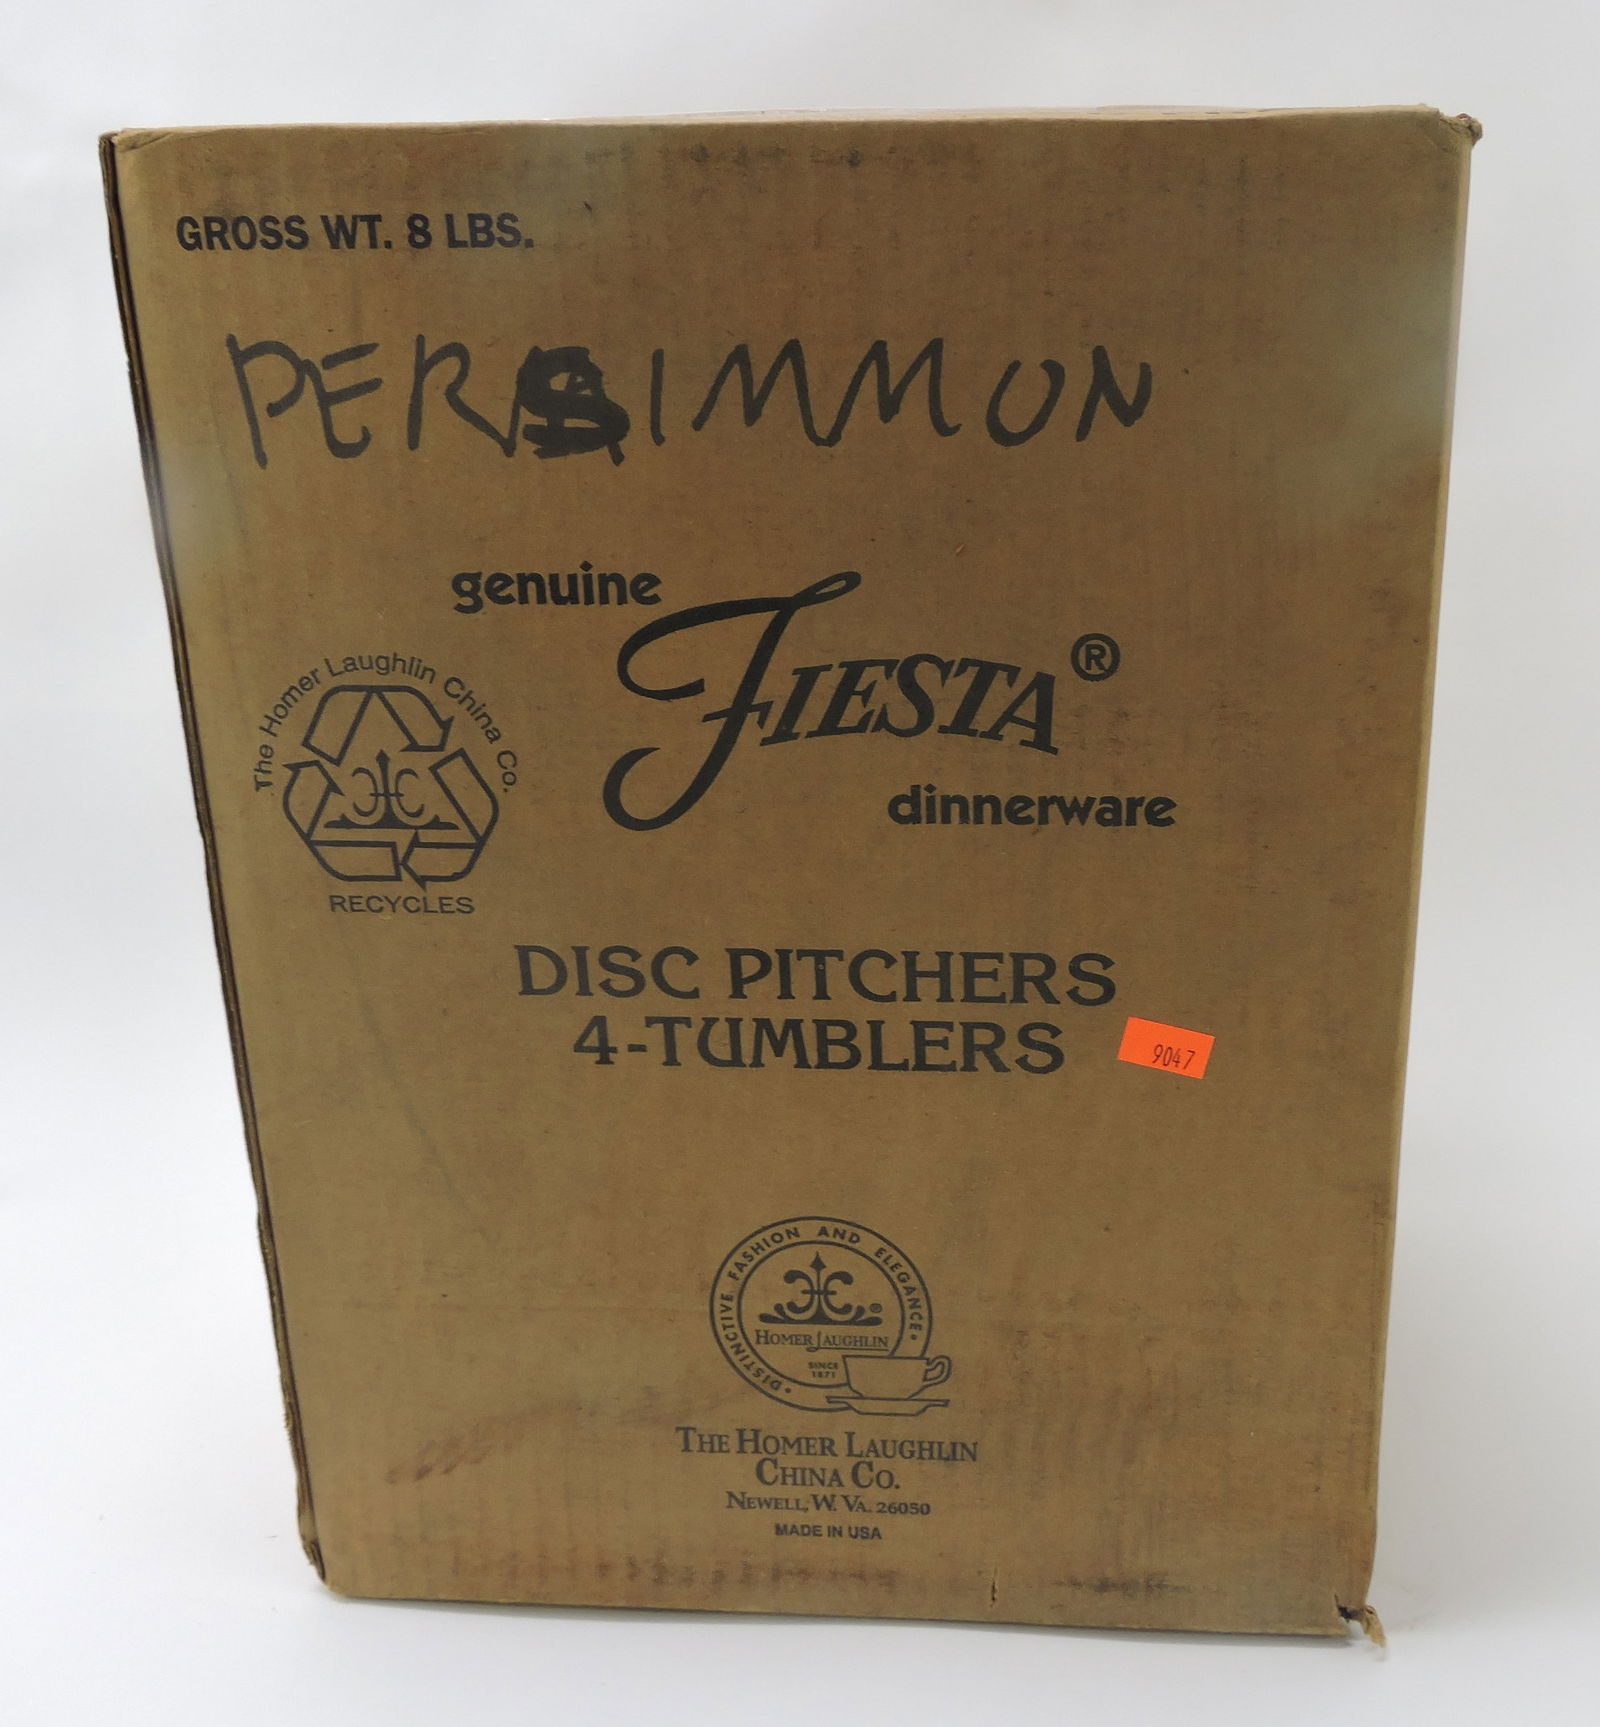 GROSS WT. 8 LBS.
PERSIMMON
genuine
FIESTA®
dinnerware
The Homer Laughlin China Co.
RECYCLES
DISC PITCHERS
4-TUMBLERS
9047
• DISTINCTIVE FASHION AND ELEGANCE •
HOMER LAUGHLIN
SINCE
1871
THE HOMER LAUGHLIN
CHINA CO.
NEWELL, W. VA. 26050
MADE IN USA